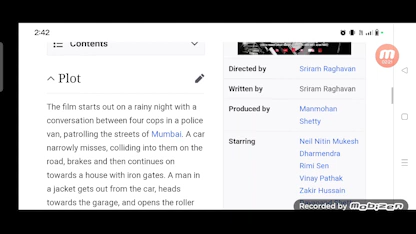 2:42
Contents
Plot
The film starts out on a rainy night with a
conversation between four cops in a police
van, patrolling the streets of Mumbai. A car
narrowly misses, colliding into them on the
road, brakes and then continues on
towards a house with iron gates. A man in
a jacket gets out from the car, heads
towards the garage, and opens the roller
Directed by Sriram Raghavan
Written by Sriram Raghavan
Produced by Manmohan
Shetty
Starring Neil Nitin Mukesh
Dharmendra
Rimi Sen
Vinay Pathak
Zakir Hussain
Recorded by mobizen